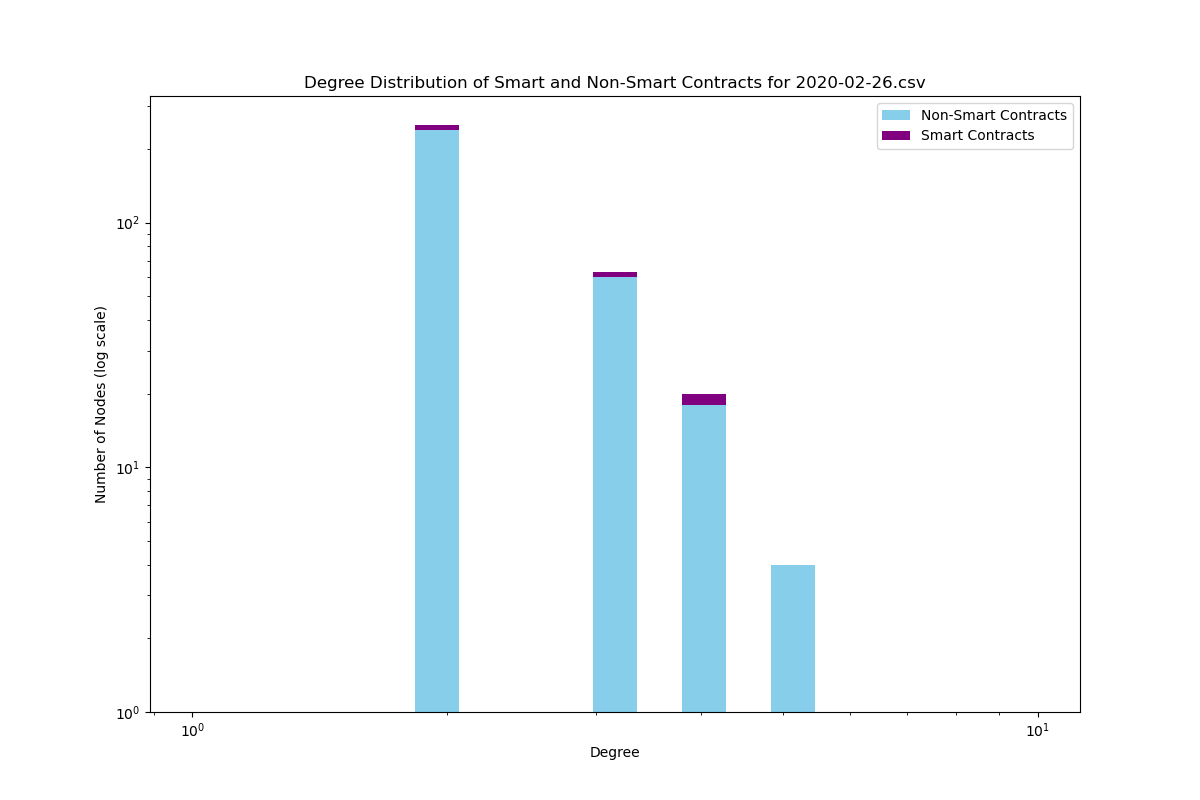 Degree Distribution of Smart and Non-Smart Contracts for 2020-02-26.csv
Non-Smart Contracts
Smart Contracts
Number of Nodes (log scale)
10²
10¹
10⁰
10⁰ 10¹
Degree